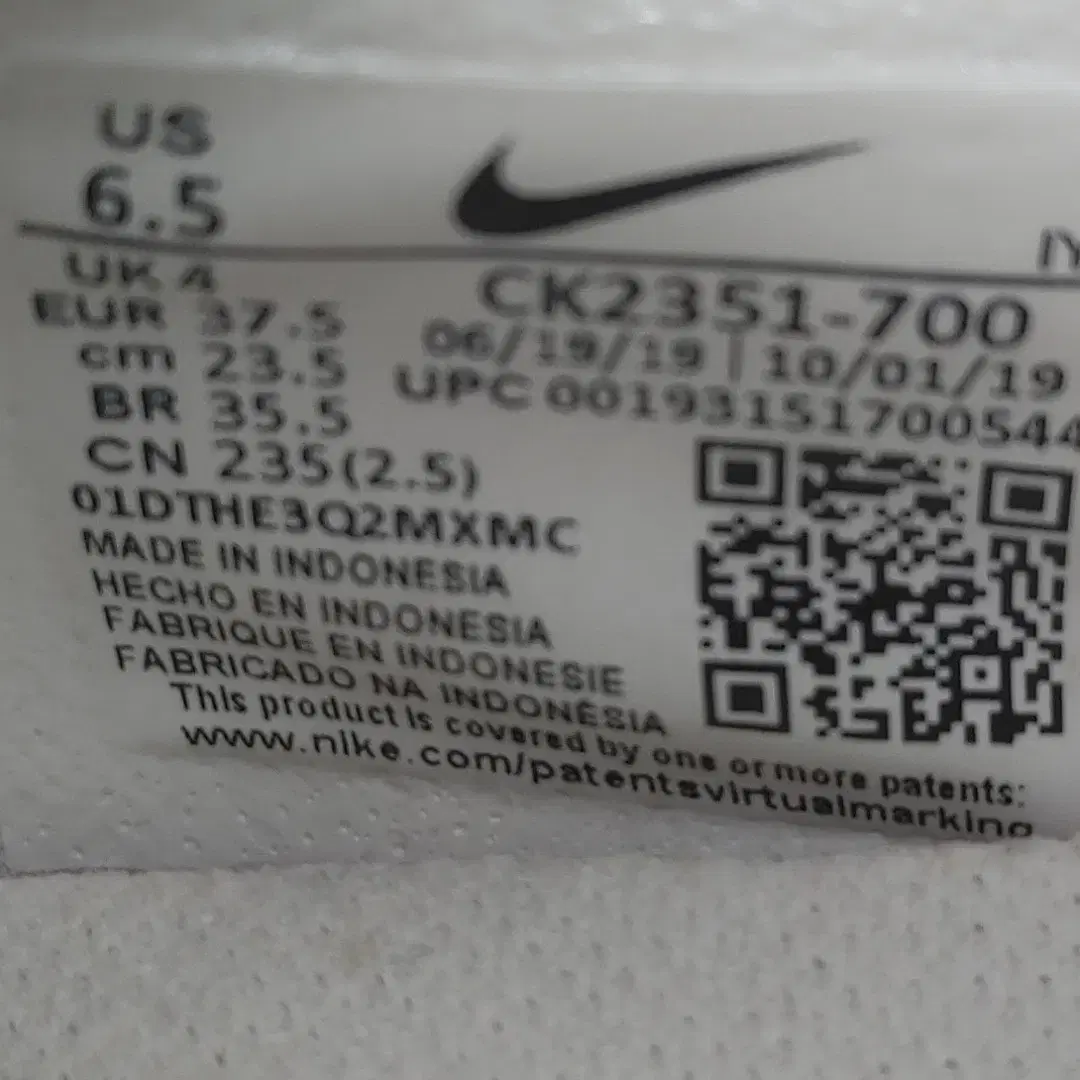 US
6.5
UK 4
EUR 37.5
cm 23.5
BR 35.5
CN 235(2.5)
CK2351-700
06/19/19 | 10/01/19
UPC 00193151700544
01DTHE3Q2MXMC
MADE IN INDONESIA
HECHO EN INDONESIA
FABRIQUE EN INDONESIE
FABRICADO NA INDONÉSIA
This product is covered by one or more patents:
www.nike.com/patentsvirtualmarking